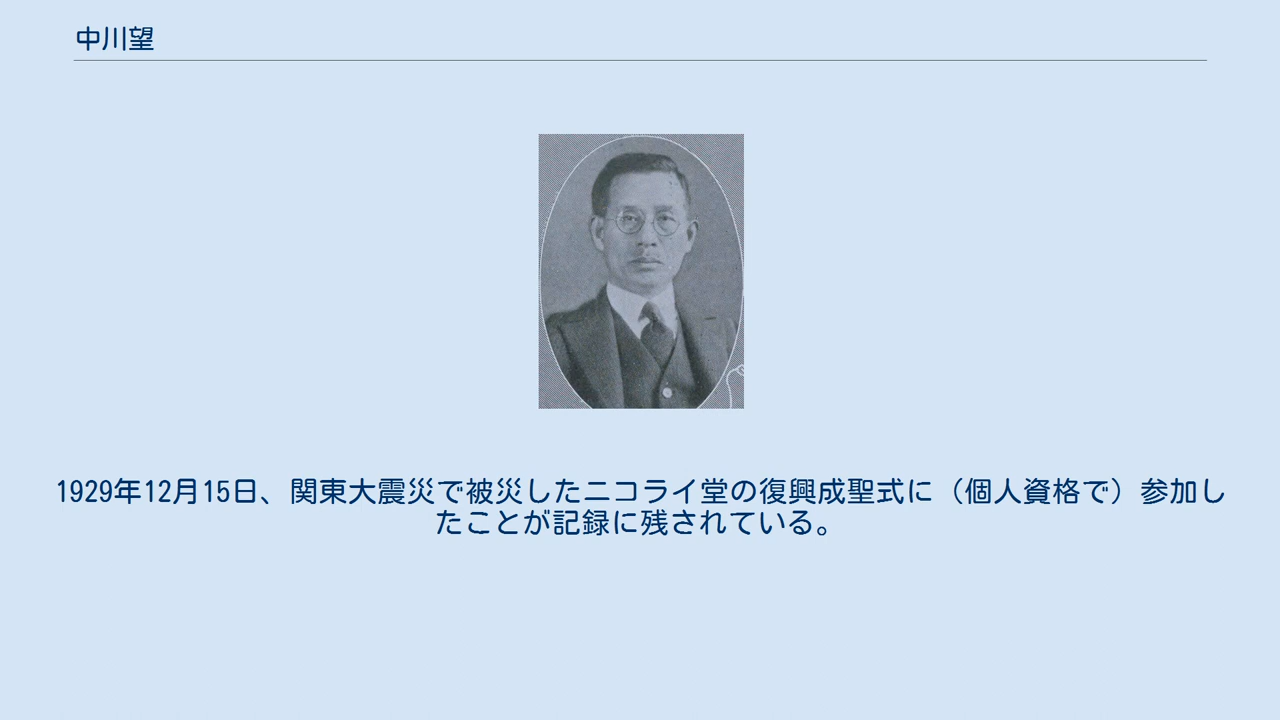 中川望
1929年12月15日、関東大震災で被災したニコライ堂の復興成聖式に（個人資格で）参加し
たことが記録に残されている。